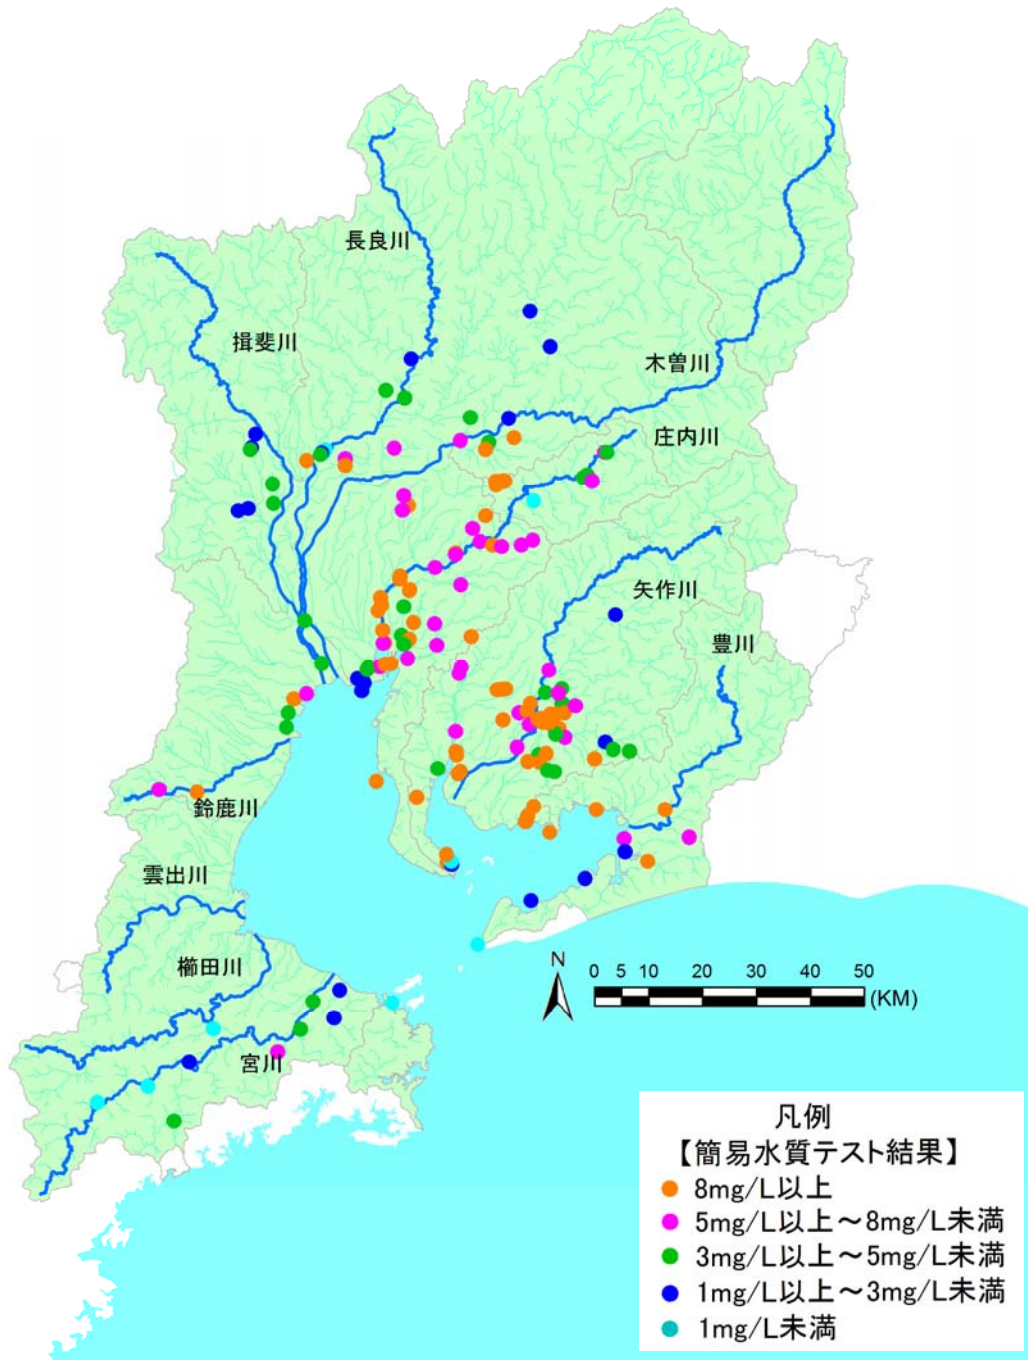 長良川
揖斐川
木曽川
庄内川
矢作川
豊川
鈴鹿川
雲出川
櫛田川
宮川
N
0 5 10 20 30 40 50
(KM)
凡例
【簡易水質テスト結果】
8mg/L以上
5mg/L以上～8mg/L未満
3mg/L以上～5mg/L未満
1mg/L以上～3mg/L未満
1mg/L未満